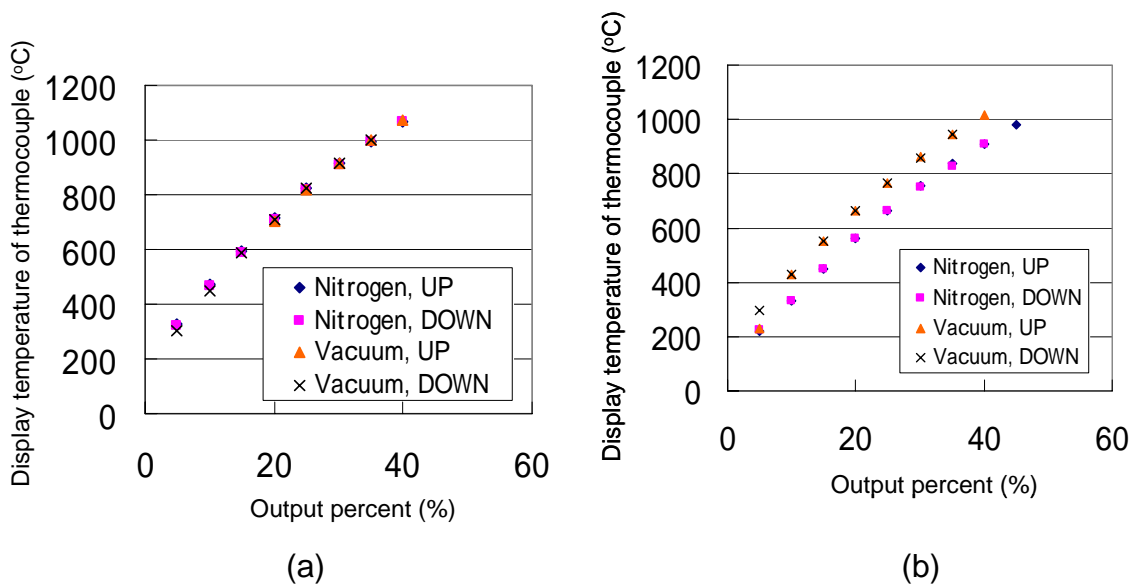 Display temperature of thermocouple (ºC)
1200
1000
800
600
400
200
0
Nitrogen, UP
Nitrogen, DOWN
Vacuum, UP
Vacuum, DOWN
0
20
40
60
Output percent (%)
(a)
Display temperature of thermocouple (ºC)
1200
1000
800
600
400
200
0
Nitrogen, UP
Nitrogen, DOWN
Vacuum, UP
Vacuum, DOWN
0
20
40
60
Output percent (%)
(b)